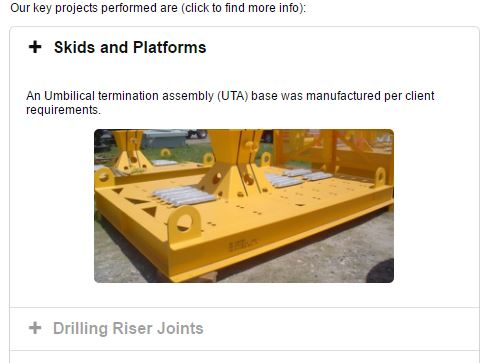 Our key projects performed are (click to find more info):
+ Skids and Platforms
An Umbilical termination assembly (UTA) base was manufactured per client
requirements.
+ Drilling Riser Joints